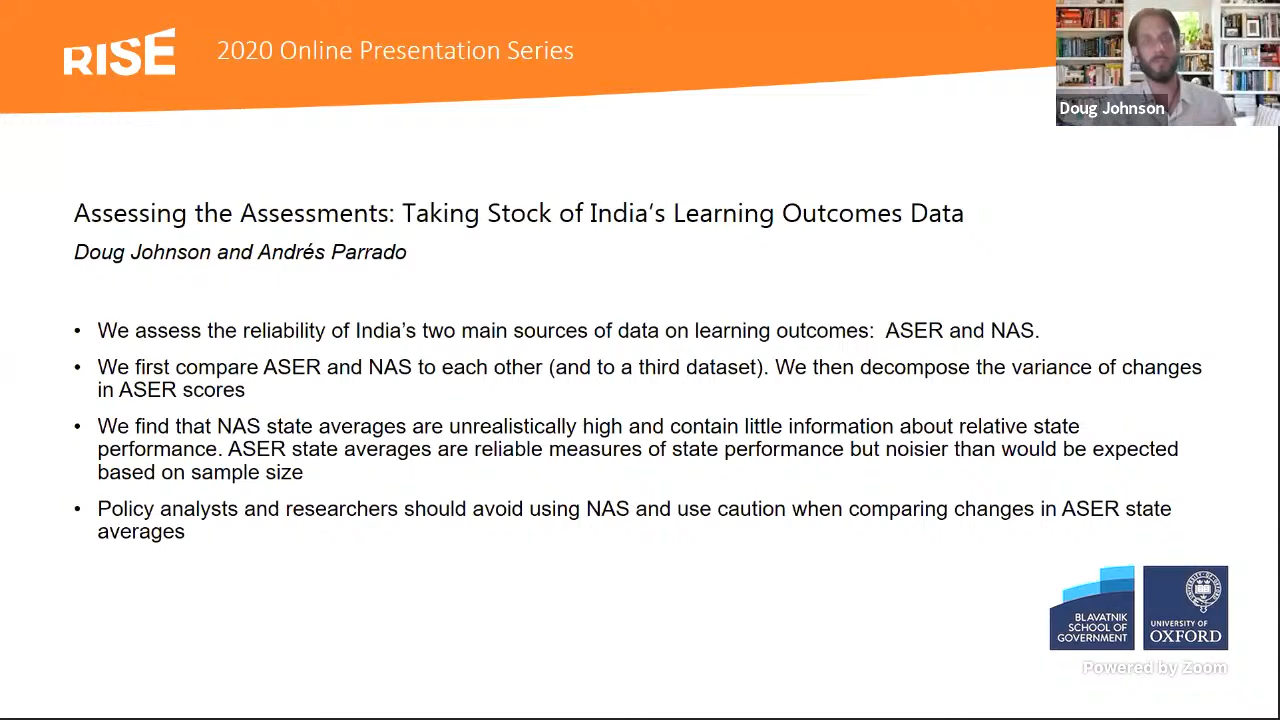 RISE
2020 Online Presentation Series
Doug Johnson
Assessing the Assessments: Taking Stock of India's Learning Outcomes Data
Doug Johnson and Andrés Parrado
• We assess the reliability of India's two main sources of data on learning outcomes:  ASER and NAS.
• We first compare ASER and NAS to each other (and to a third dataset). We then decompose the variance of changes
in ASER scores
• We find that NAS state averages are unrealistically high and contain little information about relative state
performance. ASER state averages are reliable measures of state performance but noisier than would be expected
based on sample size
• Policy analysts and researchers should avoid using NAS and use caution when comparing changes in ASER state
averages
BLAVATNIK
SCHOOL OF
GOVERNMENT
UNIVERSITY OF
OXFORD
Powered by Zoom